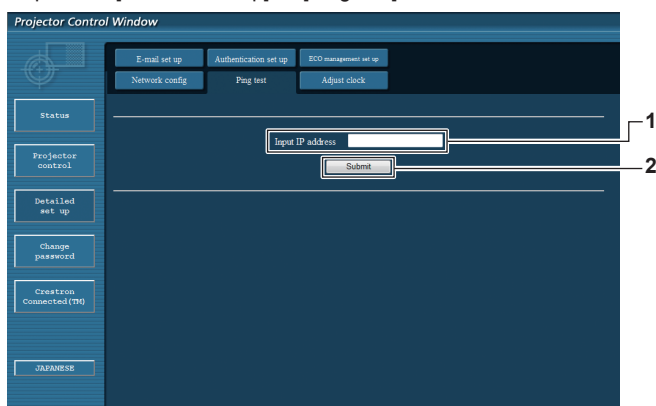 Projector Control Window
E-mail set up
Authentication set up
ECO management set up
Network config
Ping test
Adjust clock
Status
Projector
control
Detailed
set up
Change
password
Crestron
Connected(TM)
JAPANESE
Input IP address
Submit
1
2